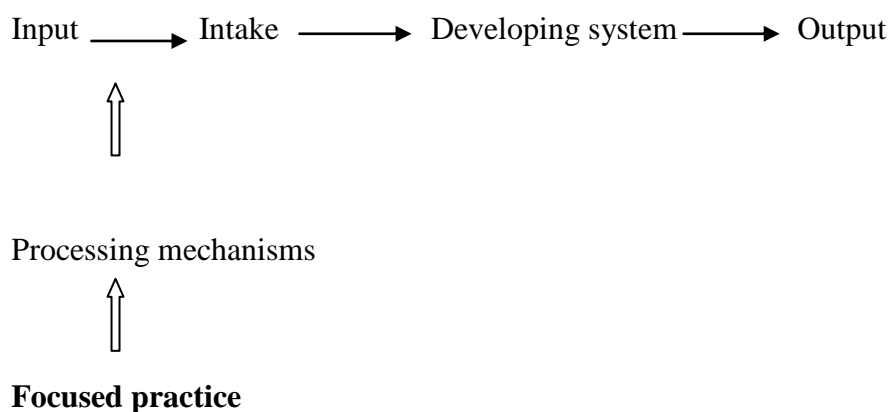 Input Intake Developing system Output
Processing mechanisms
Focused practice